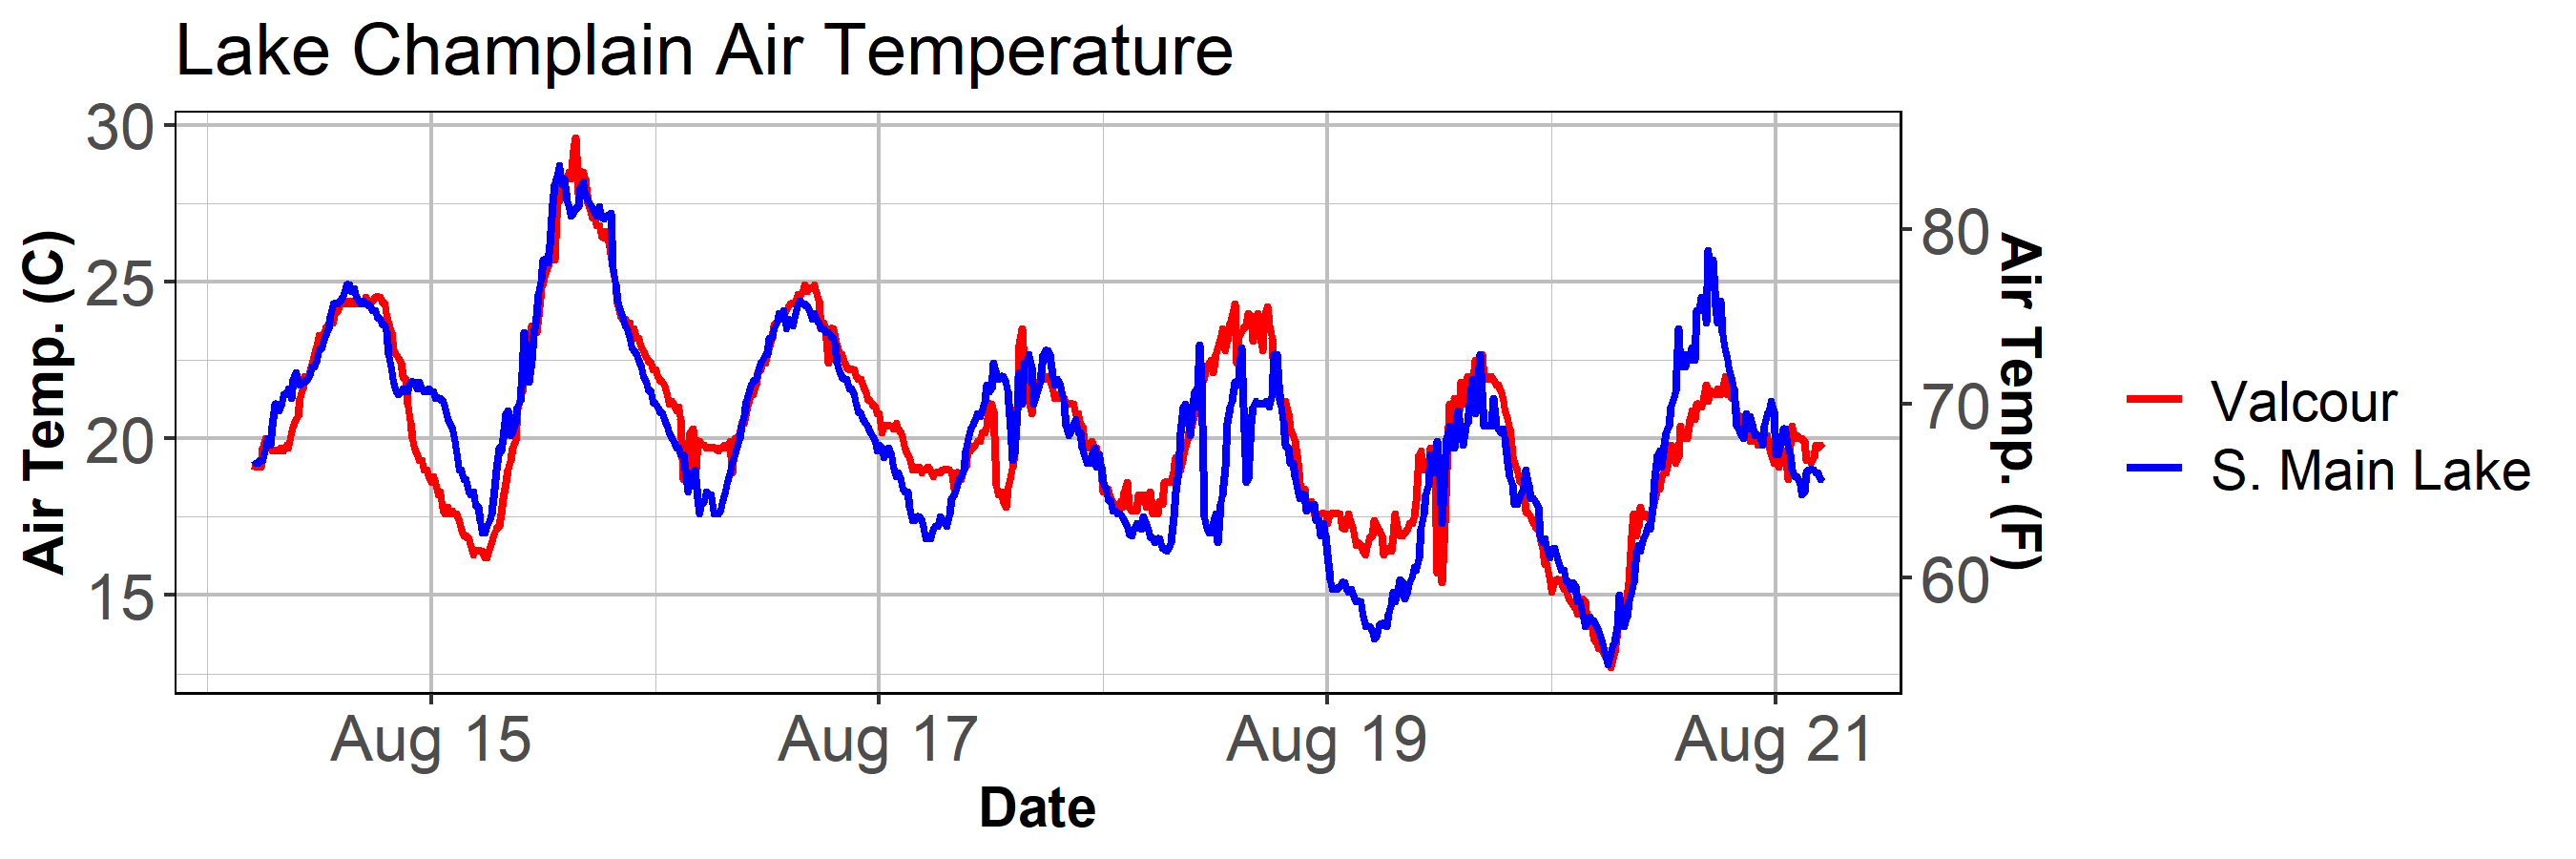 Lake Champlain Air Temperature
Air Temp. (C)
30
25
20
15
80
70
60
Air Temp. (F)
Aug 15
Aug 17
Aug 19
Aug 21
Date
Valcour
S. Main Lake